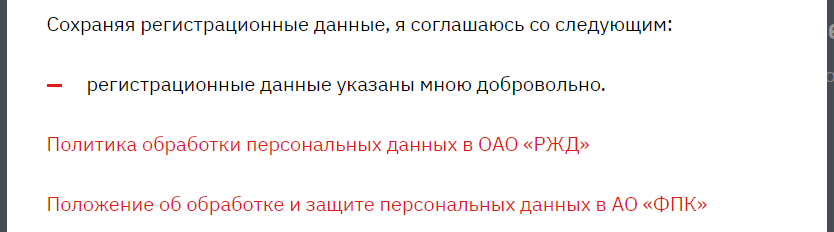 Сохраняя регистрационные данные, я соглашаюсь со следующим:
регистрационные данные указаны мною добровольно.
Политика обработки персональных данных в ОАО «РЖД»
Положение об обработке и защите персональных данных в АО «ФПК»